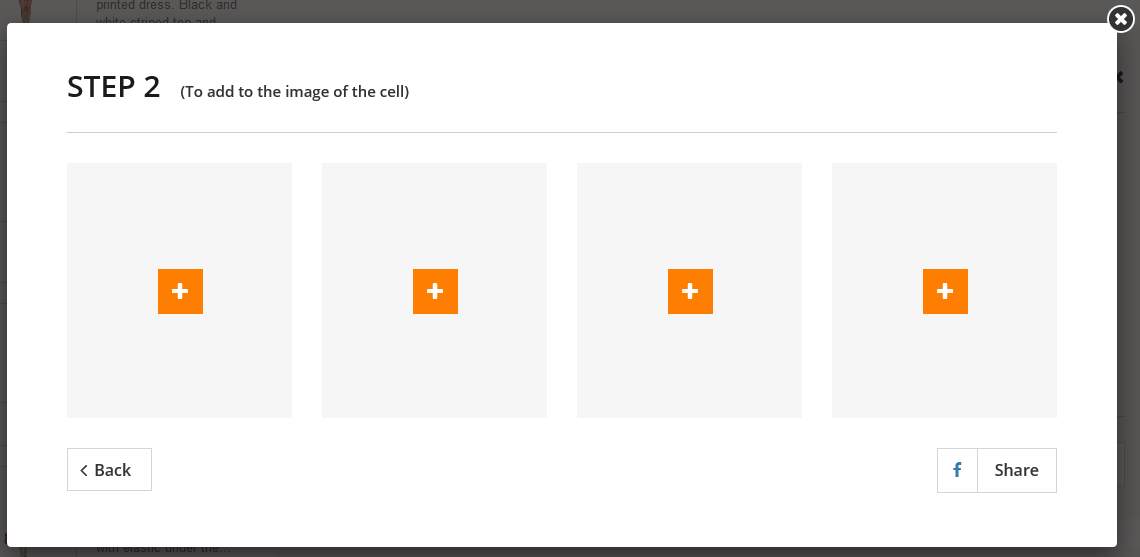 printed dress. Black and
white striped top and
STEP 2 (To add to the image of the cell)
Back
f Share
with elastic under the...